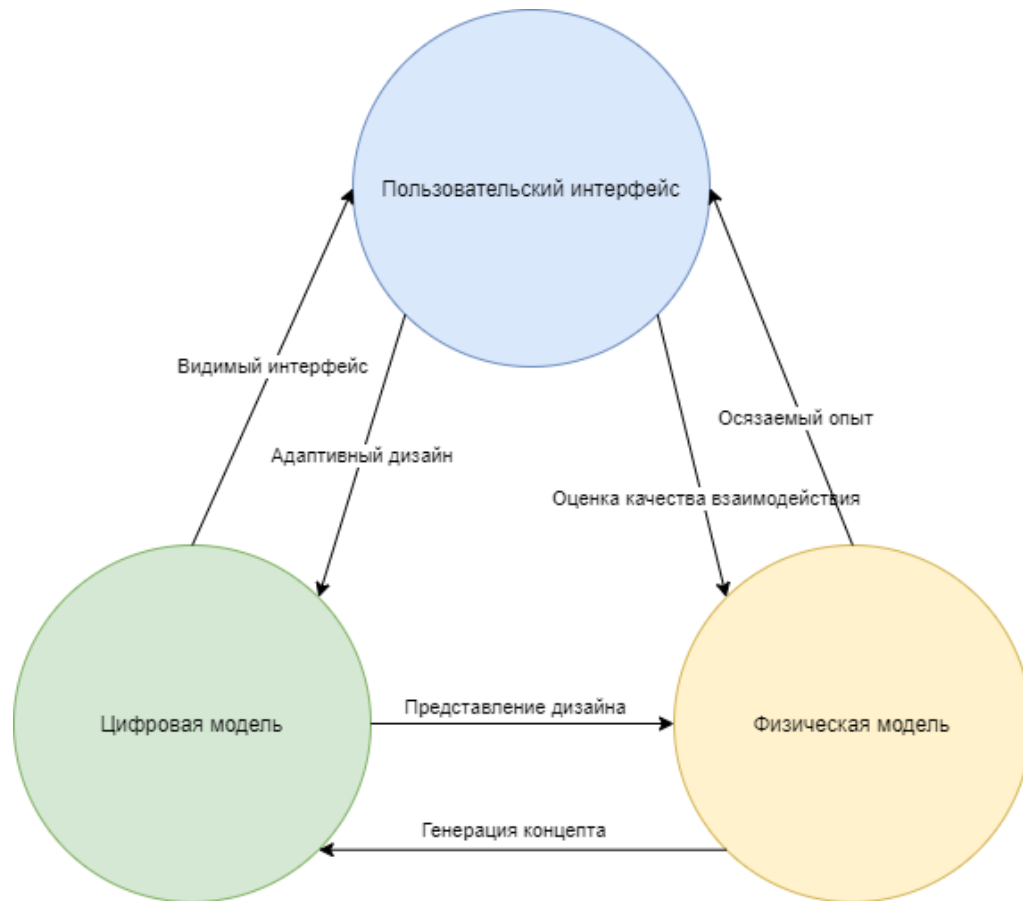 Пользовательский интерфейс
Видимый интерфейс
Осязаемый опыт
Адаптивный дизайн
Оценка качества взаимодействия
Представление дизайна
Цифровая модель
Физическая модель
Генерация концепта